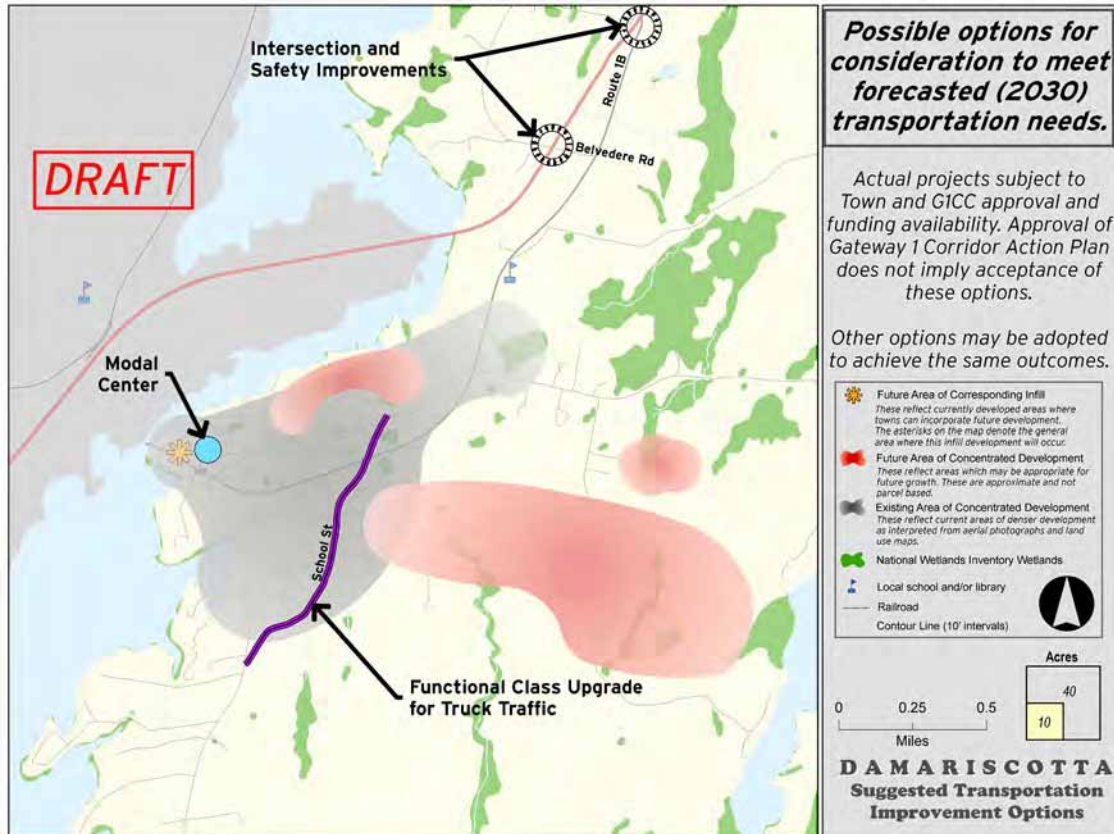 Intersection and
Safety Improvements
Route 1B
Belvedere Rd
DRAFT
Modal
Center
School St
Functional Class Upgrade
for Truck Traffic
Possible options for
consideration to meet
forecasted (2030)
transportation needs.
Actual projects subject to
Town and G1CC approval and
funding availability. Approval of
Gateway 1 Corridor Action Plan
does not imply acceptance of
these options.
Other options may be adopted
to achieve the same outcomes.
Future Area of Corresponding Infill
These reflect currently developed areas where
towns can incorporate future development.
The asterisks on the map denote the general
area where this infill development will occur.
Future Area of Concentrated Development
These reflect areas which may be appropriate for
future growth. These are approximate and not
parcel based.
Existing Area of Concentrated Development
These reflect current areas of denser development
as interpreted from aerial photographs and land
use maps.
National Wetlands Inventory Wetlands
Local school and/or library
Railroad
Contour Line (10' intervals)
Acres
40
10
0 0.25 0.5
Miles
DAMARISCOTTA
Suggested Transportation
Improvement Options